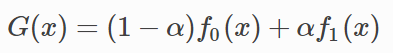 G(x) = (1 − α)f₀(x) + αf₁(x)